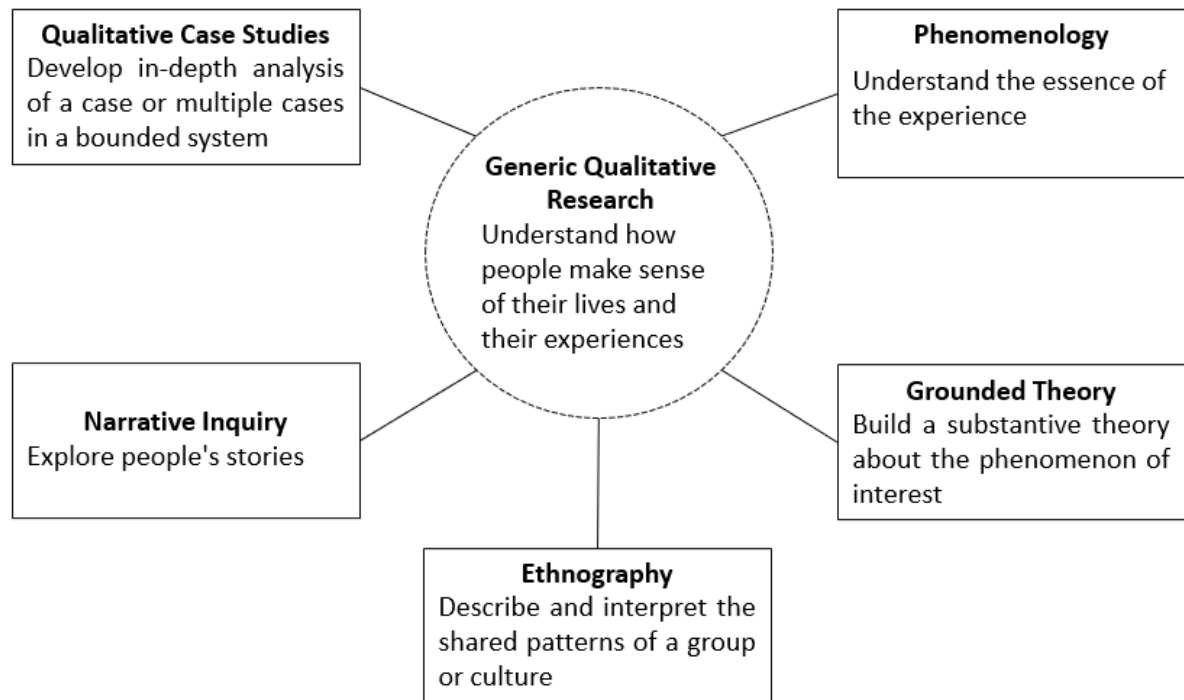 Qualitative Case Studies
Develop in-depth analysis
of a case or multiple cases
in a bounded system
Phenomenology
Understand the essence of
the experience
Generic Qualitative
Research
Understand how
people make sense
of their lives and
their experiences
Narrative Inquiry
Explore people's stories
Grounded Theory
Build a substantive theory
about the phenomenon of
interest
Ethnography
Describe and interpret the
shared patterns of a group
or culture